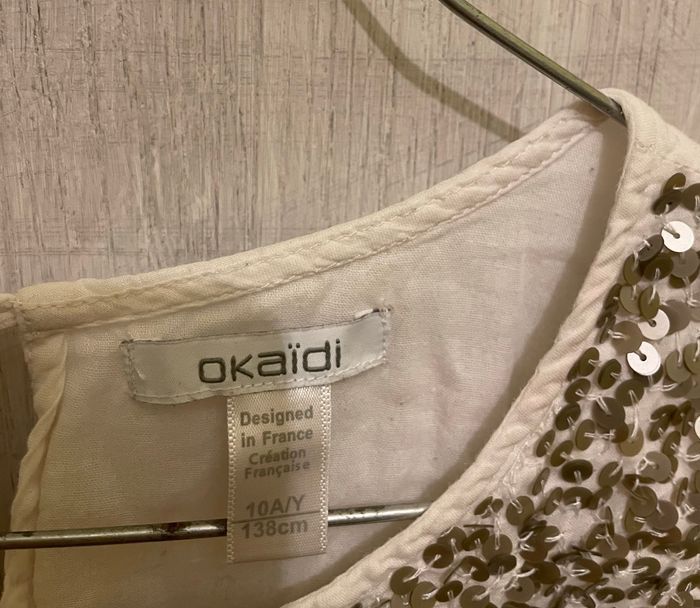 okaïdi
Designed
in France
Création
Française
10A/Y
138cm